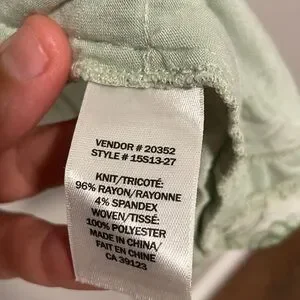 VENDOR # 20352
STYLE # 15S13-27
KNIT/TRICOTÉ:
96% RAYON/RAYONNE
4% SPANDEX
WOVEN/TISSÉ:
100% POLYESTER
MADE IN CHINA/
FAIT EN CHINE
CA 39123